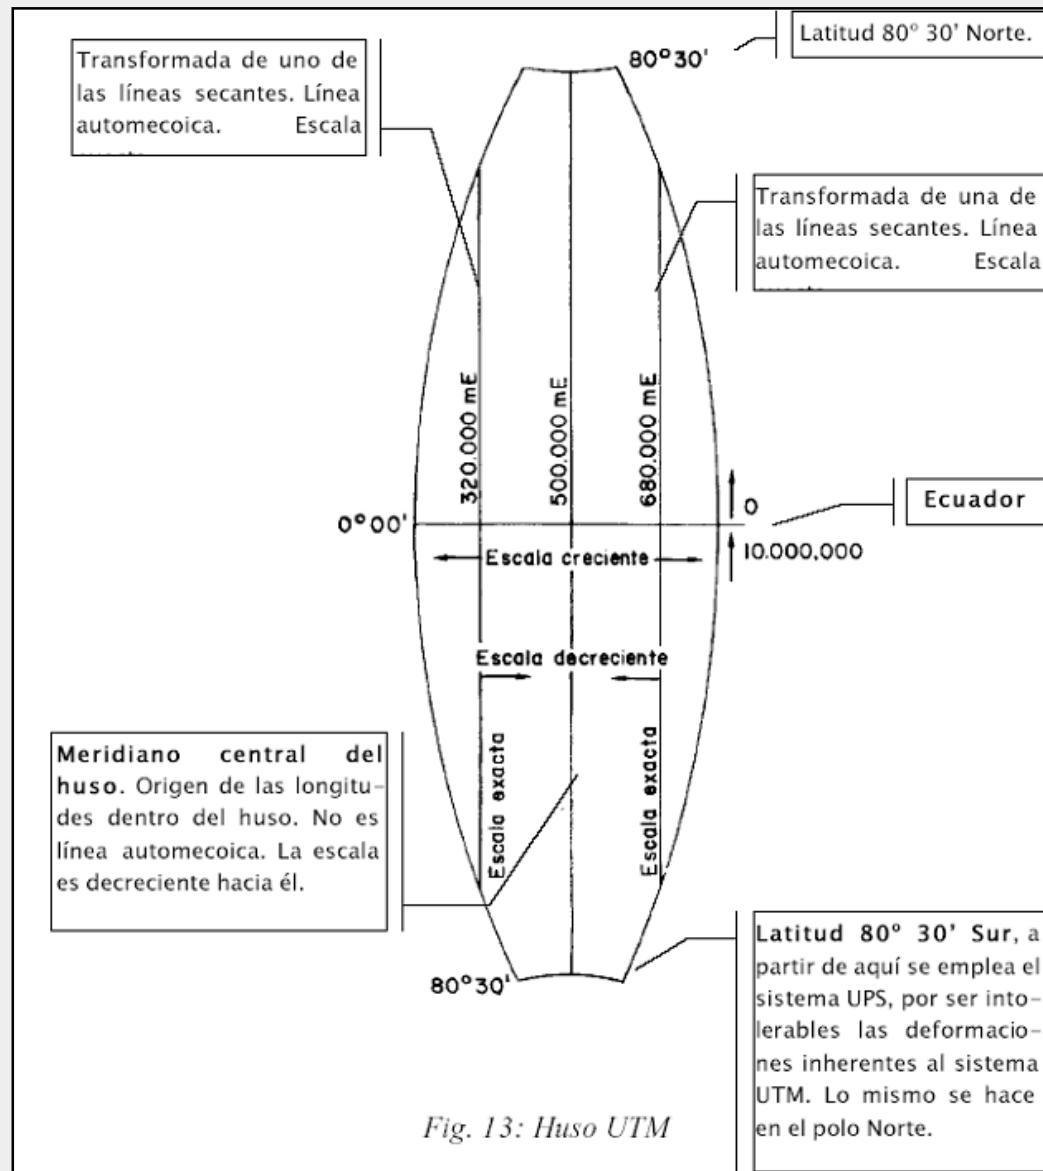 Latitud 80° 30' Norte.
80°30'
Transformada de uno de
las líneas secantes. Línea
automecoica. Escala
Transformada de una de
las líneas secantes. Línea
automecoica. Escala
320.000 mE
500.000 mE
680.000 mE
Ecuador
0
0°00'
10.000,000
Escala creciente
Escala decreciente
Escala exacta
Escala exacta
Meridiano central del
huso. Origen de las longitu-
des dentro del huso. No es
línea automecoica. La escala
es decreciente hacia él.
80°30'
Latitud 80° 30' Sur, a
partir de aquí se emplea el
sistema UPS, por ser into-
lerables las deformacio-
nes inherentes al sistema
UTM. Lo mismo se hace
en el polo Norte.
Fig. 13: Huso UTM